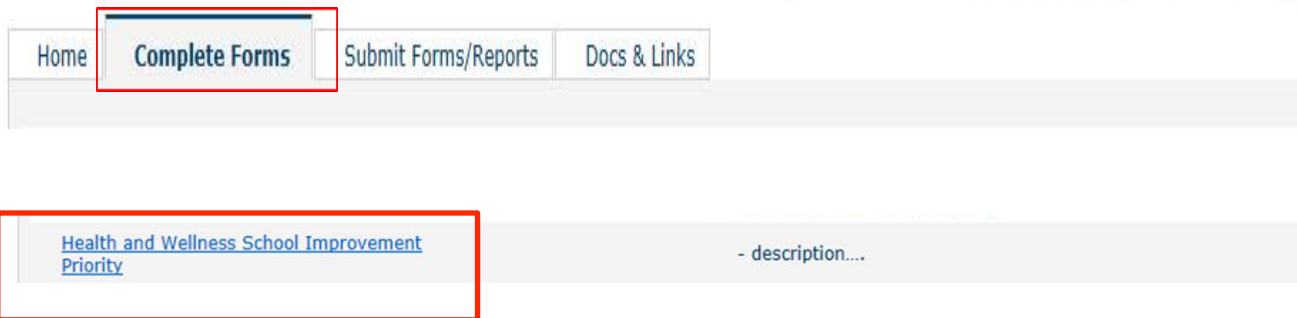 Home Complete Forms Submit Forms/Reports Docs & Links
Health and Wellness School Improvement
Priority
- description....